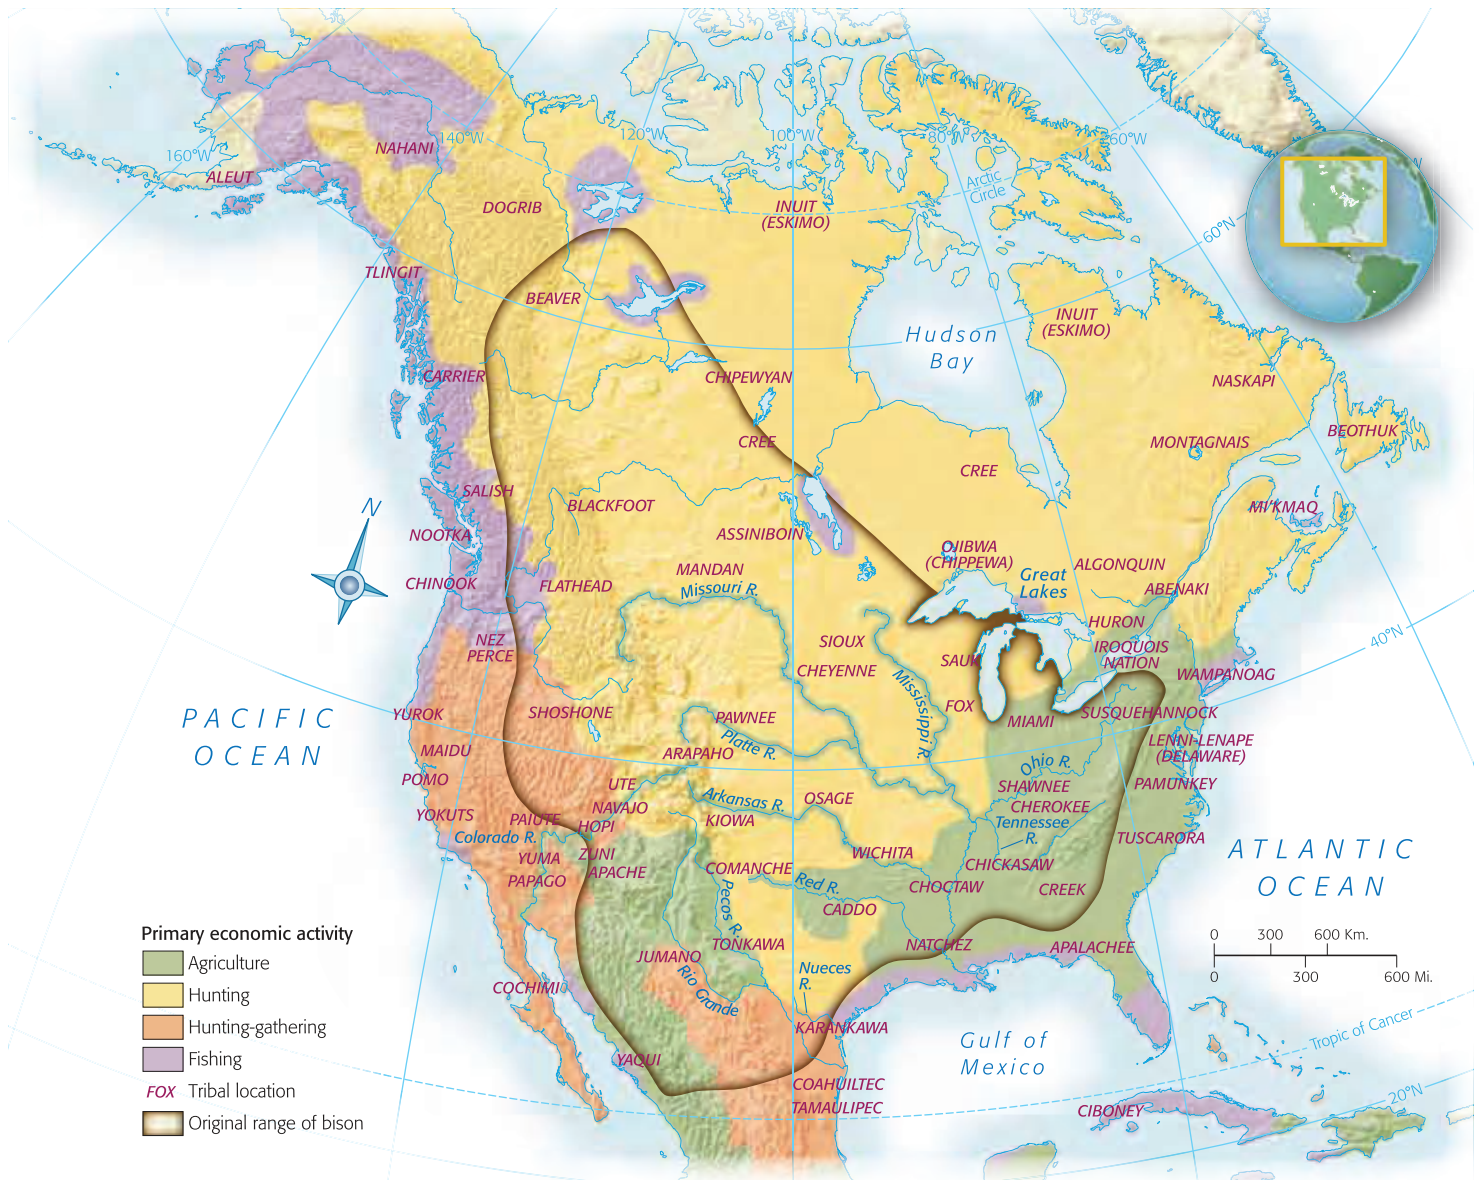 160°W
140°W
120°W
100°W
80°W
60°W
W
Arctic
Circle
60°N
40°N
20°N
Tropic of Cancer
NAHANI
ALEUT
DOGRIB
INUIT
(ESKIMO)
TLINGIT
BEAVER
INUIT
(ESKIMO)
Hudson
Bay
CARRIER
CHIPEWYAN
NASKAPI
CREE
MONTAGNAIS
BEOTHUK
CREE
SALISH
BLACKFOOT
MI'KMAQ
N
NOOTKA
ASSINIBOIN
OJIBWA
(CHIPPEWA)
ALGONQUIN
CHINOOK
FLATHEAD
MANDAN
Missouri R.
Great
Lakes
ABENAKI
HURON
NEZ
PERCE
SIOUX
CHEYENNE
SAUK
IROQUOIS
NATION
WAMPANOAG
Mississippi R.
PACIFIC
OCEAN
YUROK
SHOSHONE
PAWNEE
FOX
MIAMI
SUSQUEHANNOCK
Platte R.
MAIDU
ARAPAHO
LENNI-LENAPE
(DELAWARE)
POMO
UTE
Ohio R.
SHAWNEE
PAMUNKEY
YOKUTS
PAIUTE
NAVAJO
HOPI
Arkansas R.
KIOWA
OSAGE
CHEROKEE
Tennessee
R.
TUSCARORA
Colorado R.
YUMA
ZUNI
APACHE
PAPAGO
COMANCHE
WICHITA
CHICKASAW
ATLANTIC
OCEAN
Red R.
CHOCTAW
CREEK
CADDO
Pecos R.
TONKAWA
NATCHEZ
APALACHEE
JUMANO
Rio Grande
Nueces
R.
COCHIMI
KARANKAWA
Gulf of
Mexico
YAQUI
COAHUILTEC
TAMAULIPEC
CIBONEY
0 300 600 Km.
0 300 600 Mi.
Primary economic activity
Agriculture
Hunting
Hunting-gathering
Fishing
FOX Tribal location
Original range of bison